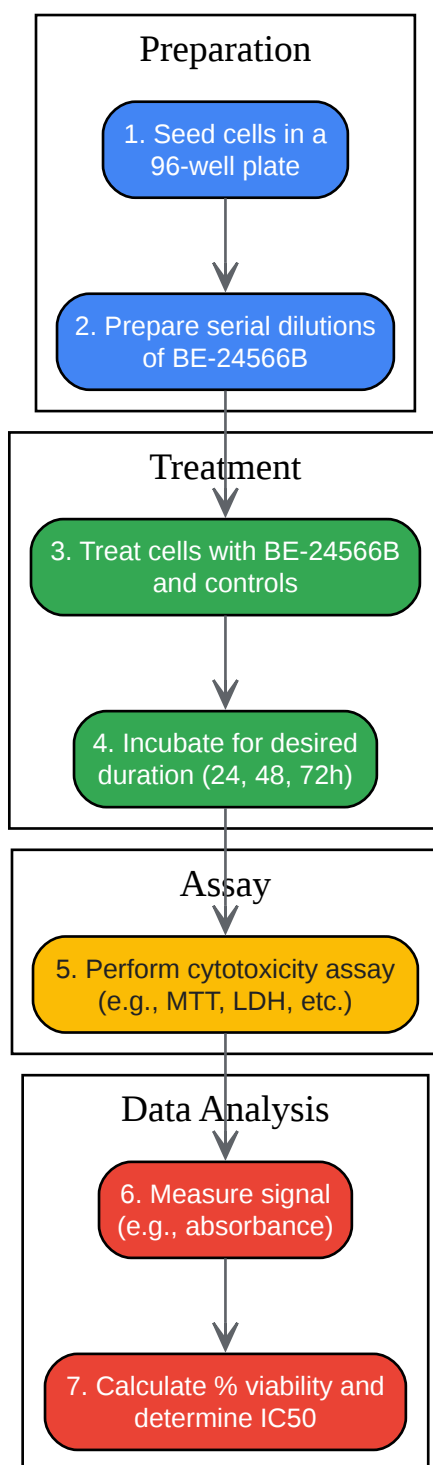 Preparation
1. Seed cells in a
96-well plate
2. Prepare serial dilutions
of BE-24566B
Treatment
3. Treat cells with BE-24566B
and controls
4. Incubate for desired
duration (24, 48, 72h)
Assay
5. Perform cytotoxicity assay
(e.g., MTT, LDH, etc.)
Data Analysis
6. Measure signal
(e.g., absorbance)
7. Calculate % viability and
determine IC50